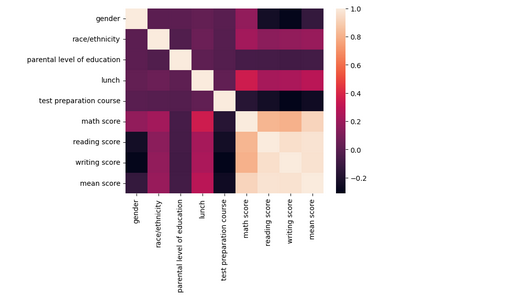 gender
race/ethnicity
parental level of education
lunch
test preparation course
math score
reading score
writing score
mean score
gender
race/ethnicity
parental level of education
lunch
test preparation course
math score
reading score
writing score
mean score
1.0
0.8
0.6
0.4
0.2
0.0
−0.2